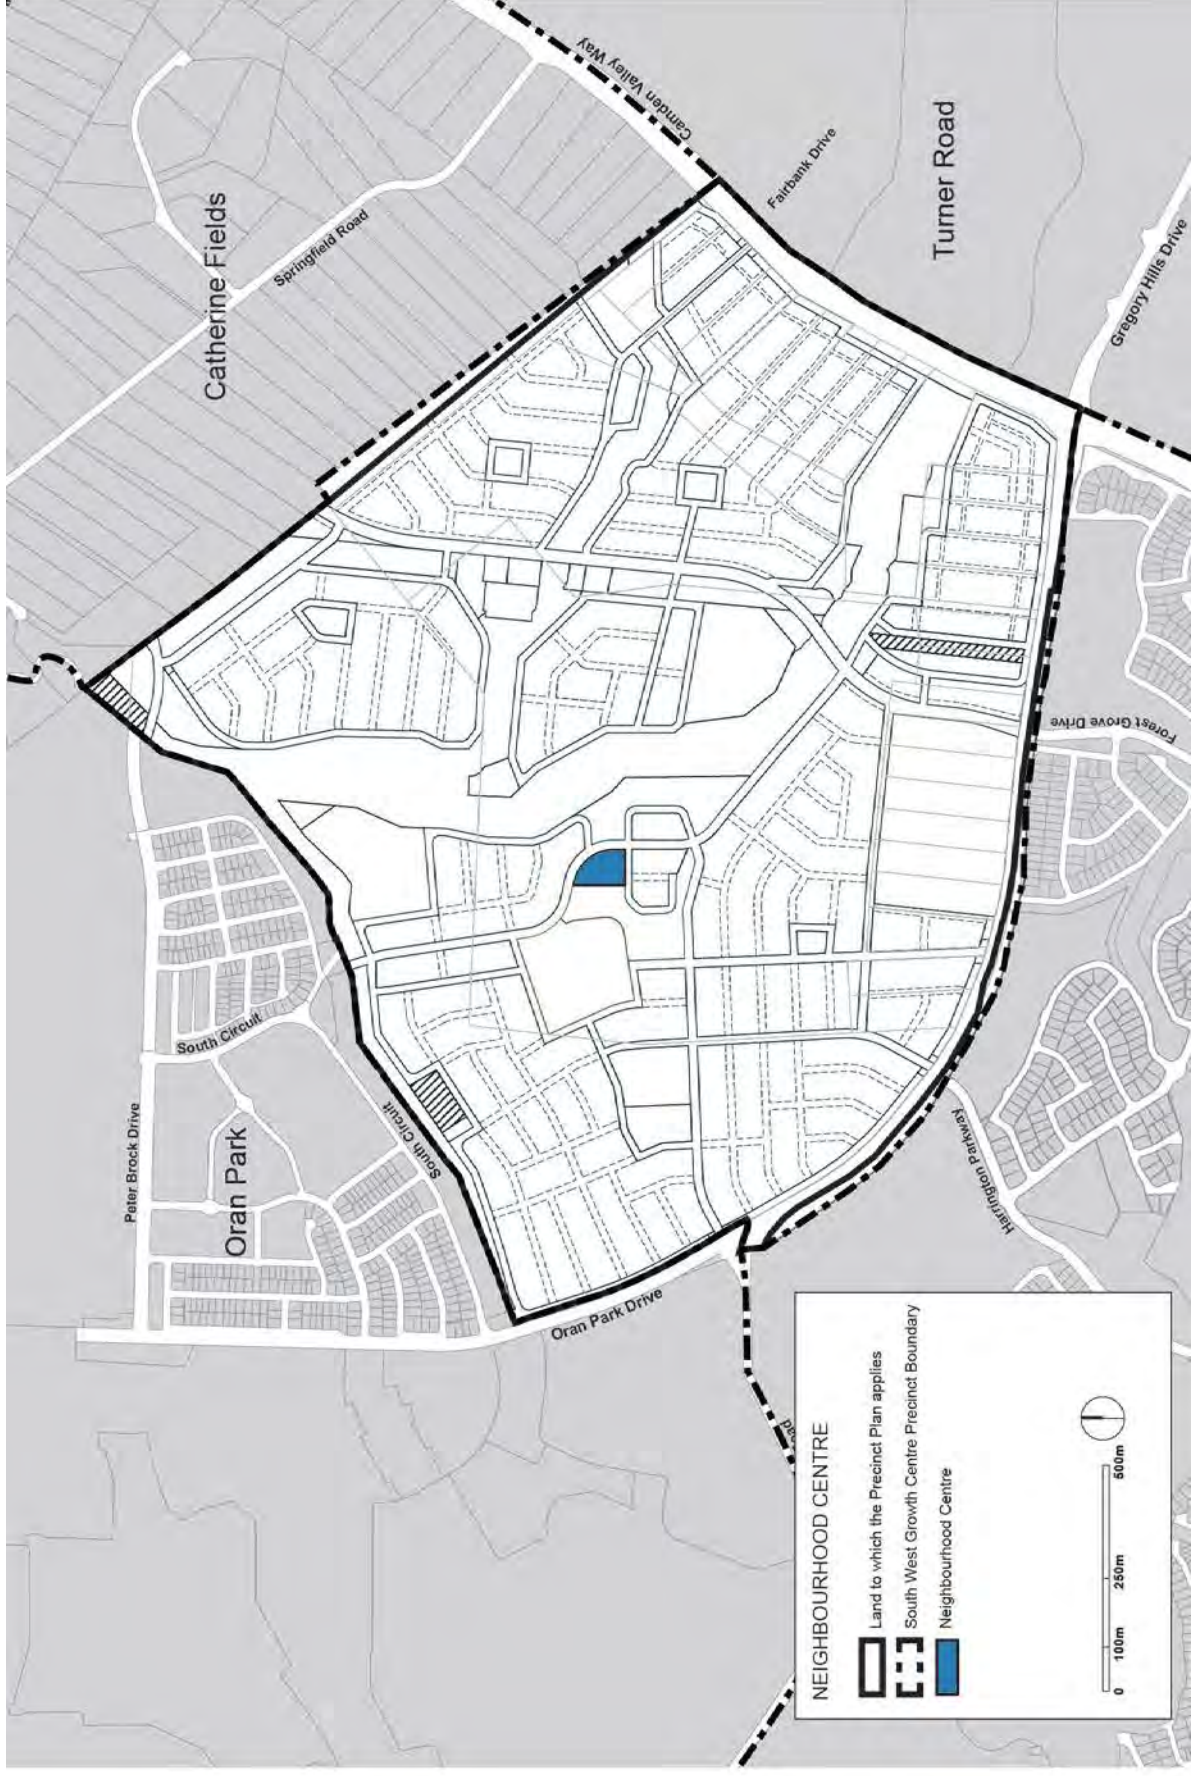 Catherine Fields
Springfield Road
Camden Valley Way
Fairbank Drive
Turner Road
Gregory Hills Drive
Forest Grove Drive
Harrington Parkway
Peter Brock Drive
Oran Park
South Circuit
South Circuit
Oran Park Drive
NEIGHBOURHOOD CENTRE
Land to which the Precinct Plan applies
South West Growth Centre Precinct Boundary
Neighbourhood Centre
0 100m 250m 500m